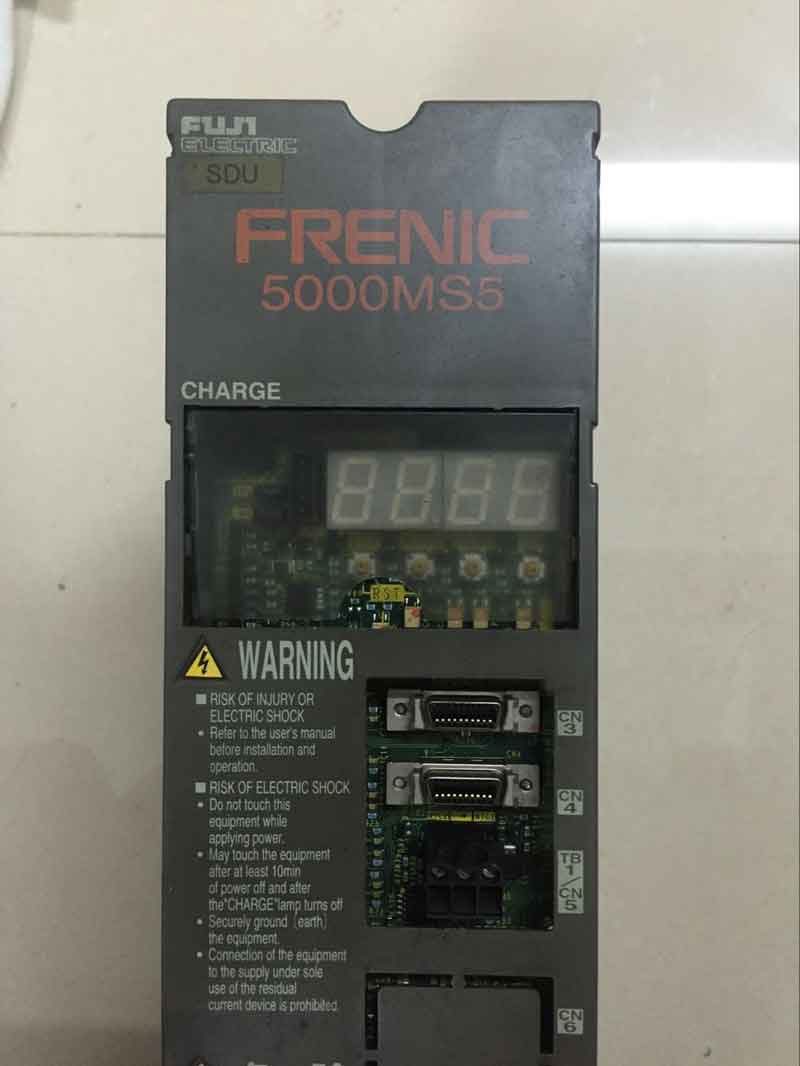 FUJI
ELECTRIC
SDU
FRENIC
5000MS5
CHARGE
RST
WARNING
■ RISK OF INJURY OR
ELECTRIC SHOCK
• Refer to the user's manual
before installation and
operation.
■ RISK OF ELECTRIC SHOCK
• Do not touch this
equipment while
applying power.
• May touch the equipment
after at least 10min
of power off and after
the"CHARGE"lamp turns off
• Securely ground (earth)
the equipment.
• Connection of the equipment
to the supply under sole
use of the residual
current device is prohibited.
CN
3
CN
4
TB
1
/
CN
5
CN
6